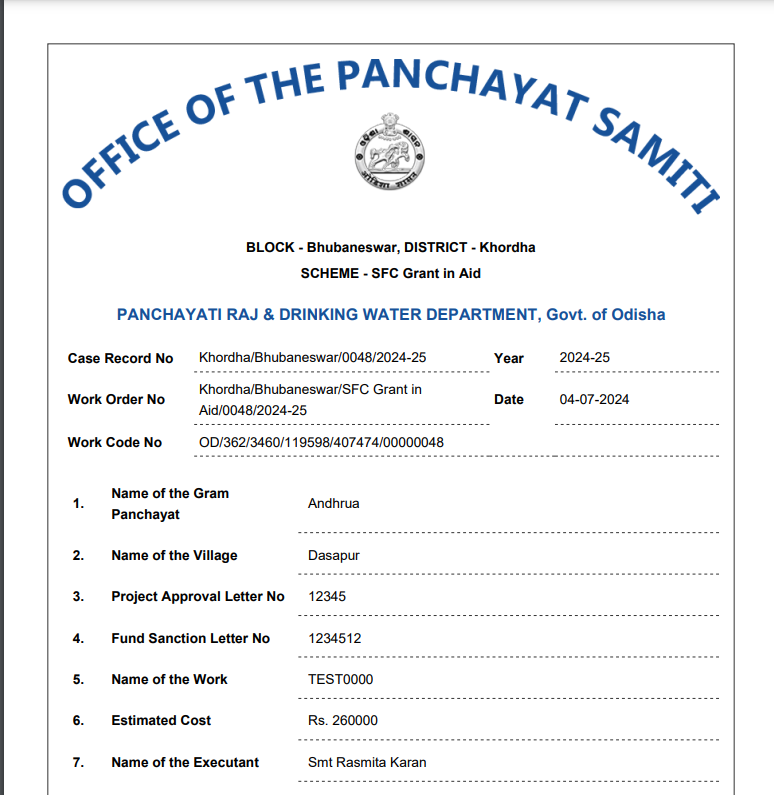 OFFICE OF THE PANCHAYAT SAMITI
BLOCK - Bhubaneswar, DISTRICT - Khordha
SCHEME - SFC Grant in Aid
PANCHAYATI RAJ & DRINKING WATER DEPARTMENT, Govt. of Odisha
Case Record No Khordha/Bhubaneswar/0048/2024-25 Year 2024-25
Work Order No Khordha/Bhubaneswar/SFC Grant in
Aid/0048/2024-25 Date 04-07-2024
Work Code No OD/362/3460/119598/407474/00000048
1. Name of the Gram
Panchayat Andhrua
2. Name of the Village Dasapur
3. Project Approval Letter No 12345
4. Fund Sanction Letter No 1234512
5. Name of the Work TEST0000
6. Estimated Cost Rs. 260000
7. Name of the Executant Smt Rasmita Karan